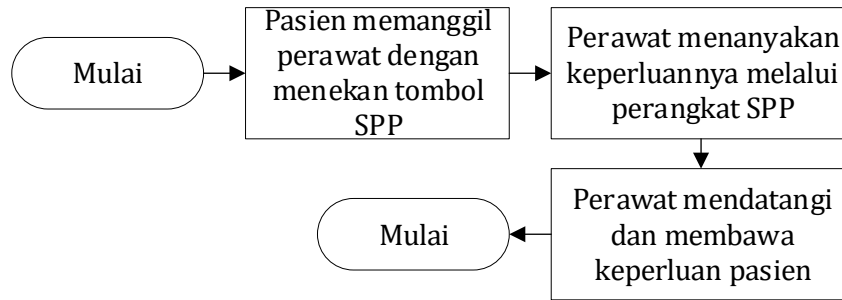 Mulai
Pasien memanggil
perawat dengan
menekan tombol
SPP
Perawat menanyakan
keperluannya melalui
perangkat SPP
Perawat mendatangi
dan membawa
keperluan pasien
Mulai